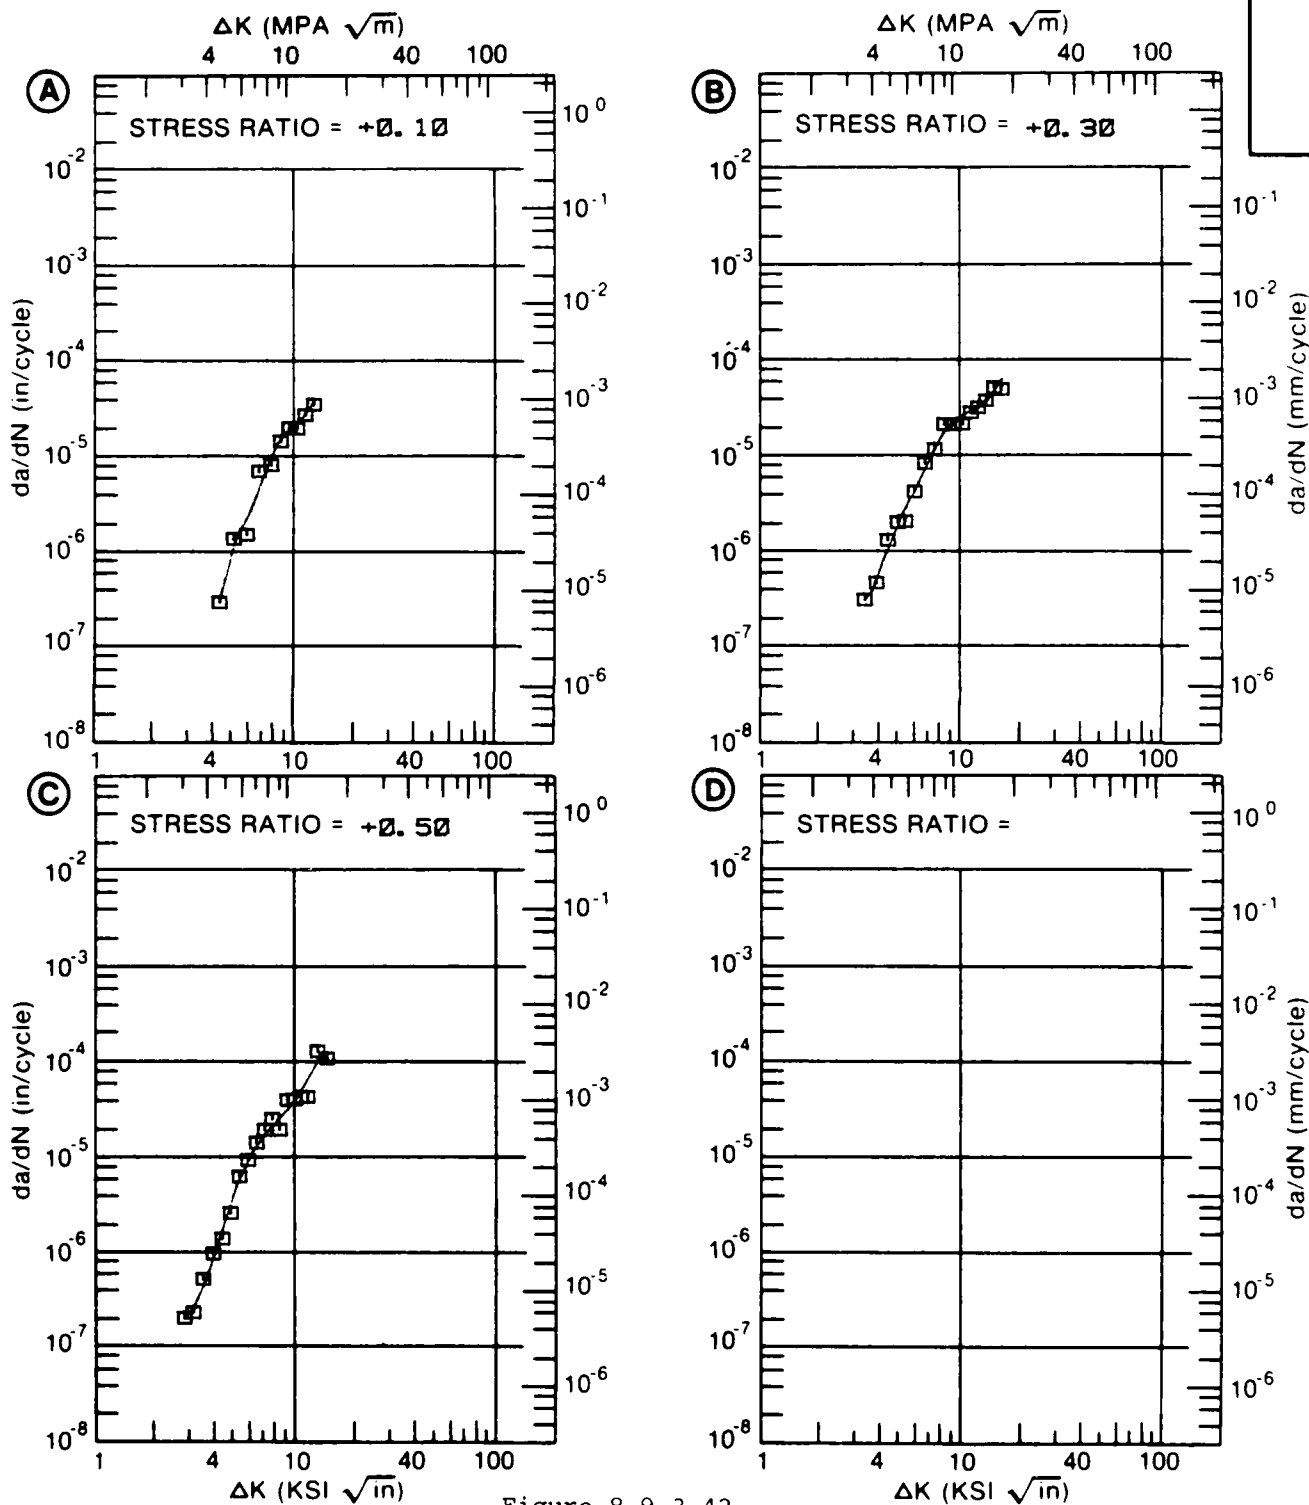 ΔK (MPA √m)
4 10 40 100
A
STRESS RATIO = +0.10
10^0
10^-1
10^-2
10^-3
10^-4
10^-5
10^-6
da/dN (in/cycle)
10^-2
10^-3
10^-4
10^-5
10^-6
10^-7
10^-8
1 4 10 40 100
ΔK (MPA √m)
4 10 40 100
B
STRESS RATIO = +0.30
10^-2
10^-3
10^-4
10^-5
10^-6
10^-7
10^-8
10^-1
10^-2
10^-3
10^-4
10^-5
10^-6
da/dN (mm/cycle)
1 4 10 40 100
C
STRESS RATIO = +0.50
10^0
10^-1
10^-2
10^-3
10^-4
10^-5
10^-6
da/dN (in/cycle)
10^-2
10^-3
10^-4
10^-5
10^-6
10^-7
10^-8
1 4 10 40 100
ΔK (KSI √in)
D
STRESS RATIO =
10^-2
10^-3
10^-4
10^-5
10^-6
10^-7
10^-8
10^0
10^-1
10^-2
10^-3
10^-4
10^-5
10^-6
da/dN (mm/cycle)
1 4 10 40 100
ΔK (KSI √in)
Figure 8.9.3.42